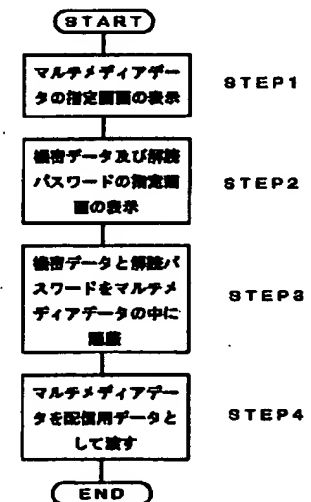 START
マルチメディアデー
タの指定画面の表示
STEP1
機密データ及び解読
パスワードの指定画
面の表示
STEP2
機密データと解読パ
スワードをマルチメ
ディアデータの中に
隠蔽
STEP3
マルチメディアデー
タを配信用データと
して渡す
STEP4
END